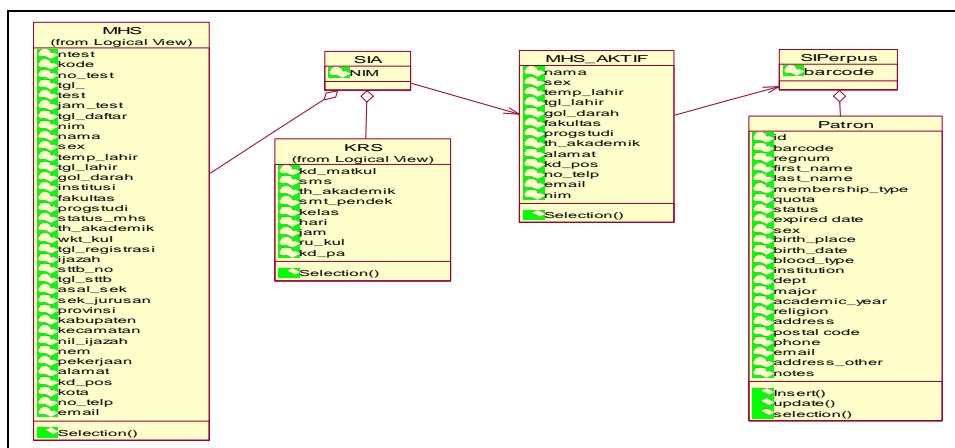 MHS
(from Logical View)
ntest
kode
no_test
tgl_
test
jam_test
tgl_daftar
nim
nama
sex
temp_lahir
tgl_lahir
gol_darah
institusi
fakultas
progstudi
status_mhs
th_akademik
wkt_kul
tgl_registrasi
ijazah
sttb_no
tgl_sttb
asal_sek
sek_jurusan
provinsi
kabupaten
kecamatan
nil_ijazah
nem
pekerjaan
alamat
kd_pos
kota
no_telp
email
Selection()
SIA
NIM
KRS
(from Logical View)
kd_matkul
sms
th_akademik
smt_pendek
kelas
hari
jam
ru_kul
kd_pa
Selection()
MHS_AKTIF
nama
sex
temp_lahir
tgl_lahir
gol_darah
fakultas
progstudi
th_akademik
alamat
kd_pos
no_telp
email
nim
Selection()
SIPerpus
barcode
Patron
id
barcode
regnum
first_name
last_name
membership_type
quota
status
expired date
sex
birth_place
birth_date
blood_type
institution
dept
major
academic_year
religion
address
postal code
phone
email
address_other
notes
Insert()
update()
selection()